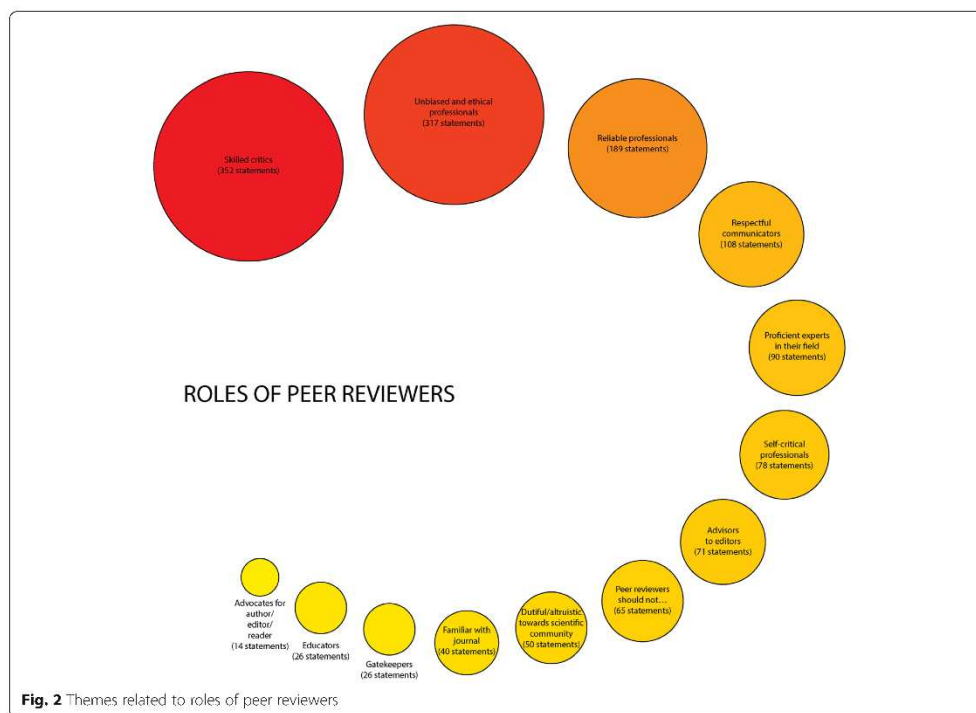 Skilled critics
(352 statements)
Unbiased and ethical
professionals
(317 statements)
Reliable professionals
(189 statements)
Respectful
communicators
(108 statements)
Proficient experts
in their field
(90 statements)
ROLES OF PEER REVIEWERS
Self-critical
professionals
(78 statements)
Advisors
to editors
(71 statements)
Peer reviewers
should not...
(65 statements)
Dutiful/altruistic
towards scientific
community
(50 statements)
Familiar with
journal
(40 statements)
Gatekeepers
(26 statements)
Educators
(26 statements)
Advocates for
author/
editor/
reader
(14 statements)
Fig. 2 Themes related to roles of peer reviewers